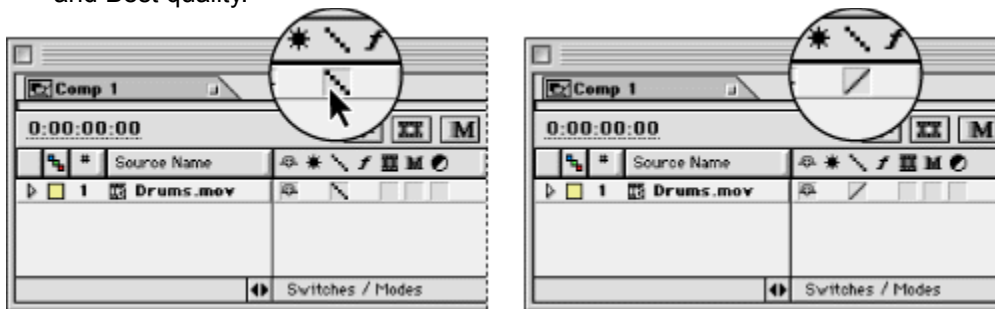 and Best quality.
Comp 1
0:00:00:00
M
# Source Name f M
1 Drums.mov
Switches / Modes
Comp 1
0:00:00:00
M
# Source Name f M
1 Drums.mov
Switches / Modes